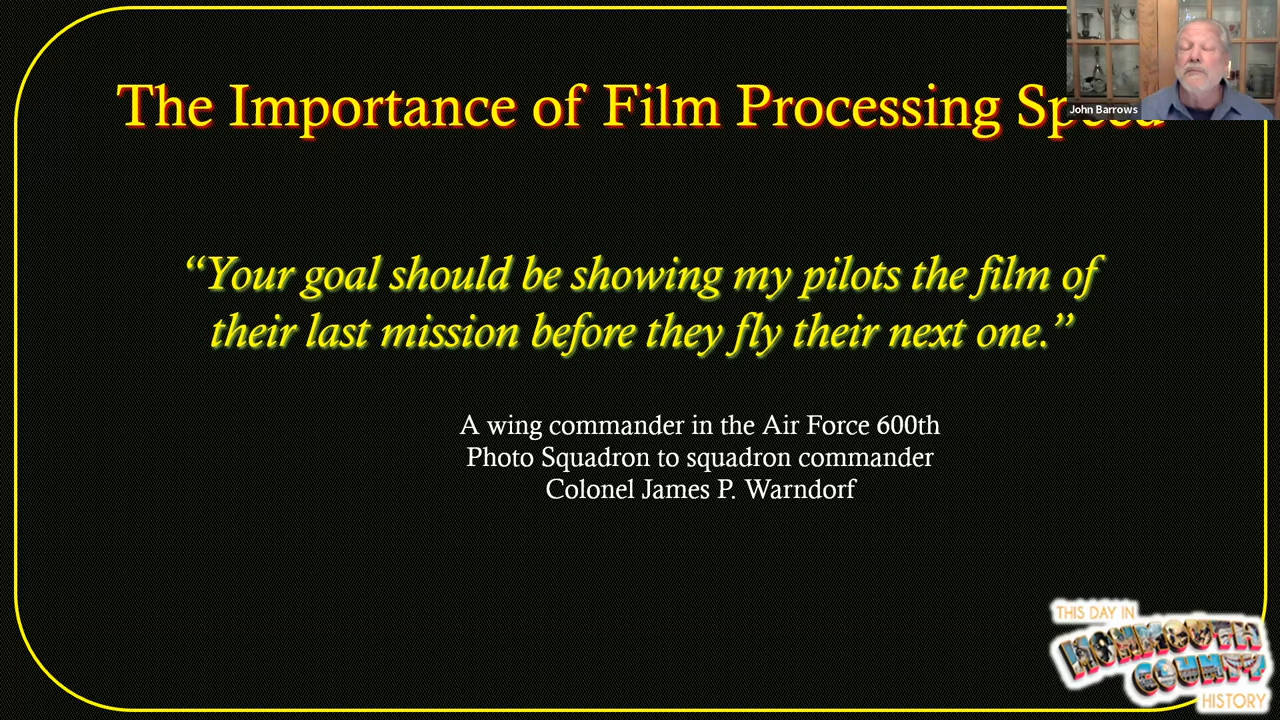 The Importance of Film Processing
John Barrows
“Your goal should be showing my pilots the film of
their last mission before they fly their next one.”
A wing commander in the Air Force 600th
Photo Squadron to squadron commander
Colonel James P. Warndorf
THIS DAY IN
MONMOUTH
COUNTY
HISTORY